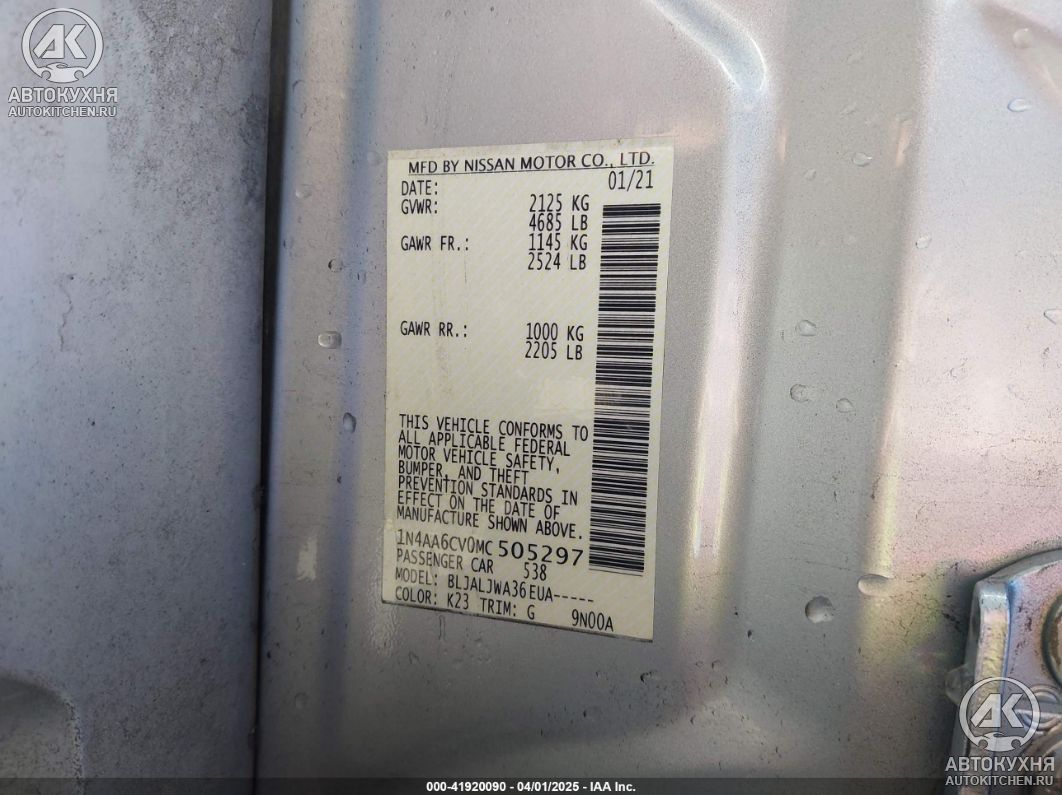 AK
АВТОКУХНЯ
AUTOKITCHEN.RU
MFD BY NISSAN MOTOR CO., LTD.
DATE: 01/21
GVWR: 2125 KG
4685 LB
GAWR FR.: 1145 KG
2524 LB
GAWR RR.: 1000 KG
2205 LB
THIS VEHICLE CONFORMS TO
ALL APPLICABLE FEDERAL
MOTOR VEHICLE SAFETY,
BUMPER, AND THEFT
PREVENTION STANDARDS IN
EFFECT ON THE DATE OF
MANUFACTURE SHOWN ABOVE.
1N4AA6CV0MC505297
PASSENGER CAR 538
MODEL: BLJALJWA36EUA-----
COLOR: K23 TRIM: G 9N00A
AK
АВТОКУХНЯ
AUTOKITCHEN.RU
000-41920090 - 04/01/2025 - IAA Inc.